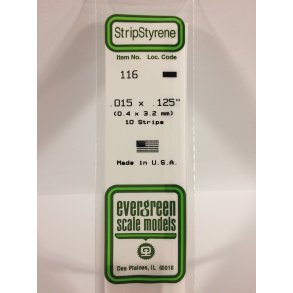 StripStyrene
Item No. Loc. Code
116
.015 x .125"
(0.4 x 3.2 mm)
10 Strips
Made in U.S.A.
evergreen
scale models
Des Plaines, IL 60018